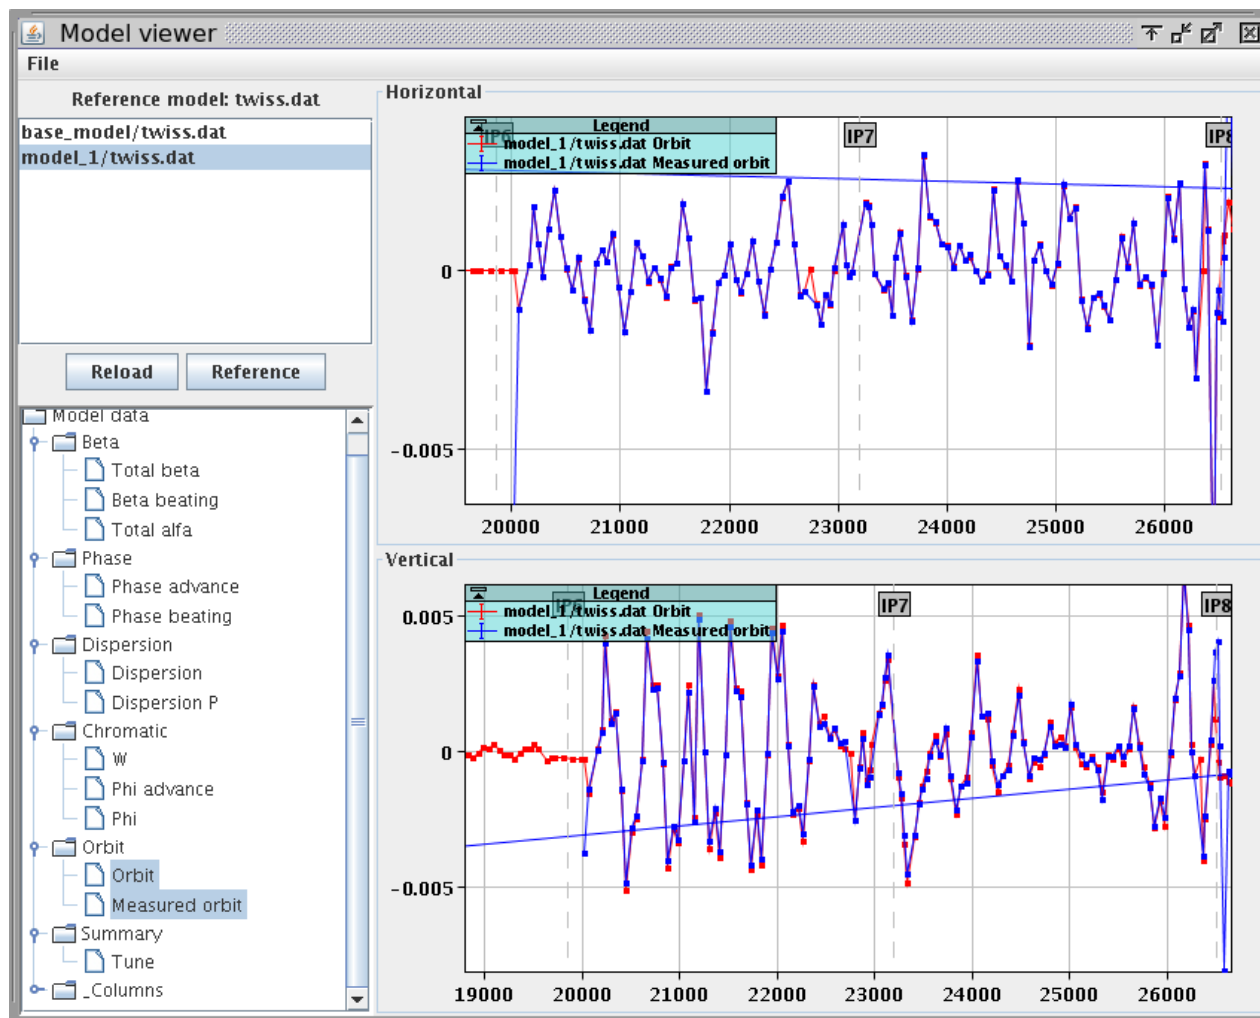 Model viewer
File
Reference model: twiss.dat
base_model/twiss.dat
model_1/twiss.dat
Reload
Reference
Model data
Beta
Total beta
Beta beating
Total alfa
Phase
Phase advance
Phase beating
Dispersion
Dispersion
Dispersion P
Chromatic
W
Phi advance
Phi
Orbit
Orbit
Measured orbit
Summary
Tune
_Columns
Horizontal
Legend
model_1/twiss.dat Orbit
model_1/twiss.dat Measured orbit
IP6
IP7
IP8
0
-0.005
20000
21000
22000
23000
24000
25000
26000
Vertical
Legend
model_1/twiss.dat Orbit
model_1/twiss.dat Measured orbit
IP6
IP7
IP8
0.005
0
-0.005
19000
20000
21000
22000
23000
24000
25000
26000